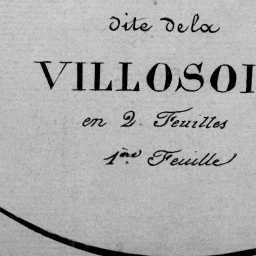 dite de la
VILLOSOI
en 2 Feuilles
1ère Feuille